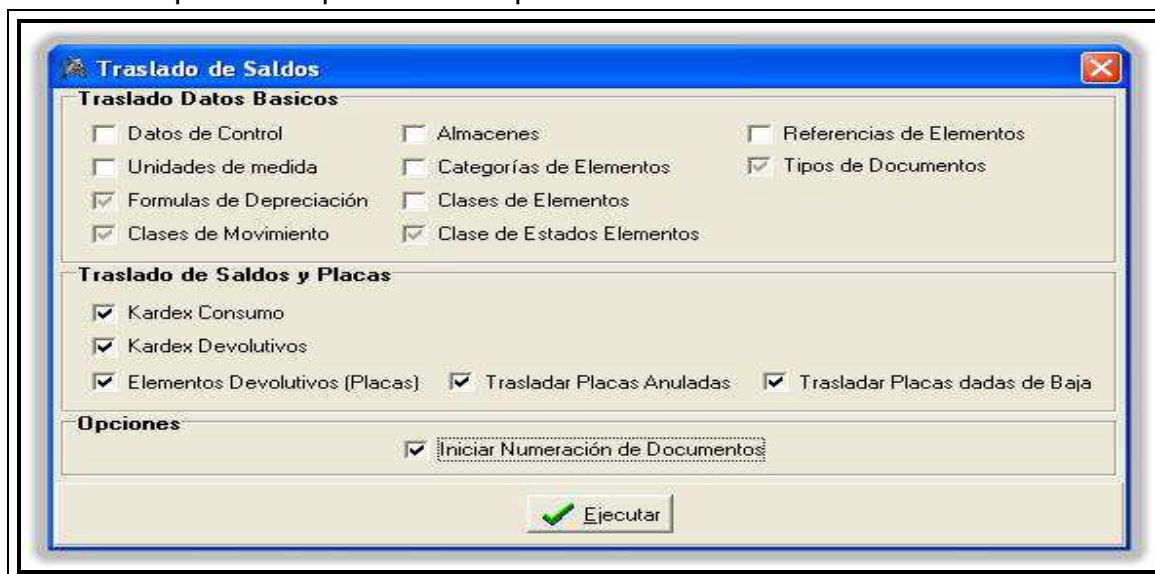 Traslado de Saldos
Traslado Datos Basicos
Datos de Control Almacenes Referencias de Elementos
Unidades de medida Categorías de Elementos Tipos de Documentos
Formulas de Depreciación Clases de Elementos
Clases de Movimiento Clase de Estados Elementos
Traslado de Saldos y Placas
Kardex Consumo
Kardex Devolutivos
Elementos Devolutivos (Placas) Trasladar Placas Anuladas Trasladar Placas dadas de Baja
Opciones
Iniciar Numeración de Documentos
Ejecutar